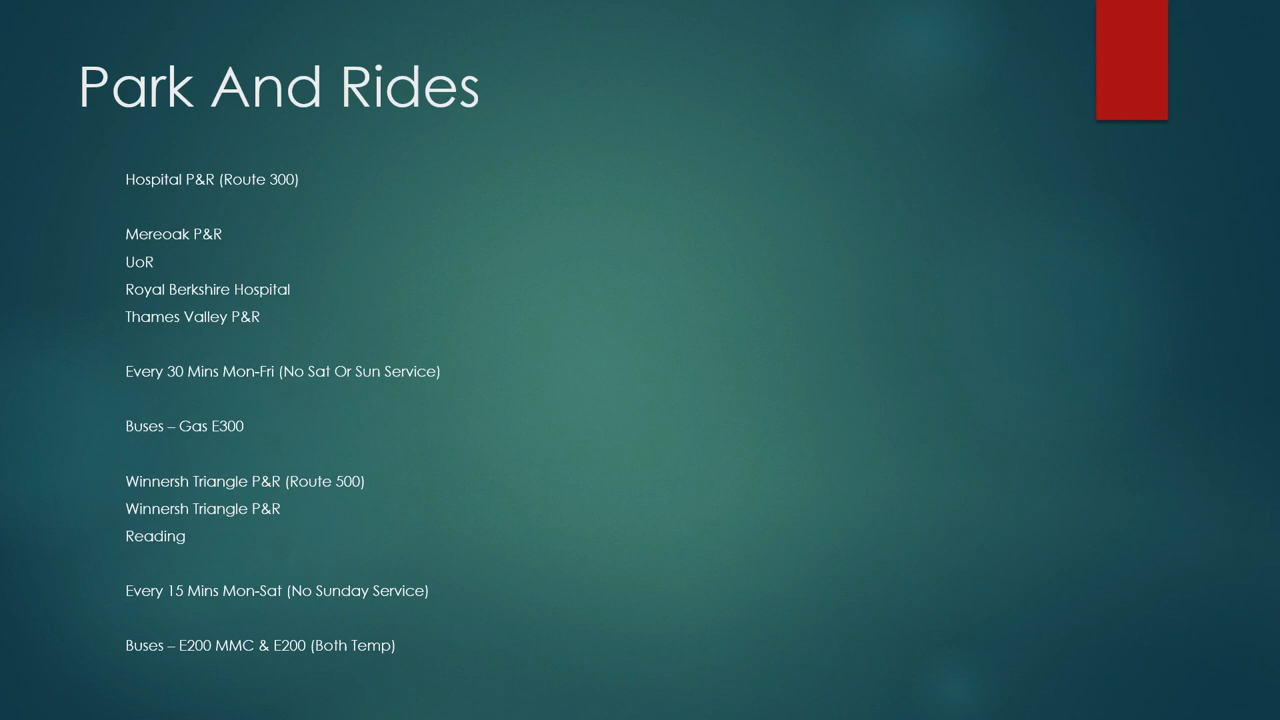 Park And Rides
Hospital P&R (Route 300)
Mereoak P&R
UoR
Royal Berkshire Hospital
Thames Valley P&R
Every 30 Mins Mon-Fri (No Sat Or Sun Service)
Buses – Gas E300
Winnersh Triangle P&R (Route 500)
Winnersh Triangle P&R
Reading
Every 15 Mins Mon-Sat (No Sunday Service)
Buses – E200 MMC & E200 (Both Temp)